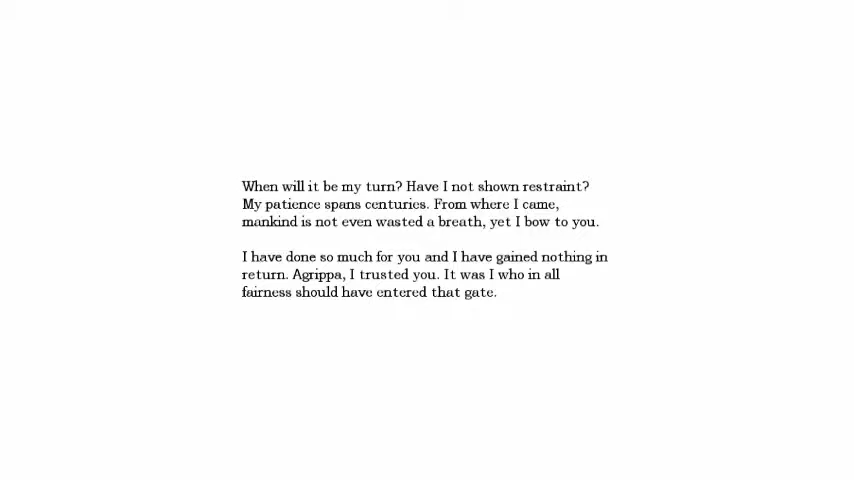 When will it be my turn? Have I not shown restraint?
My patience spans centuries. From where I came,
mankind is not even wasted a breath, yet I bow to you.
I have done so much for you and I have gained nothing in
return. Agrippa, I trusted you. It was I who in all
fairness should have entered that gate.